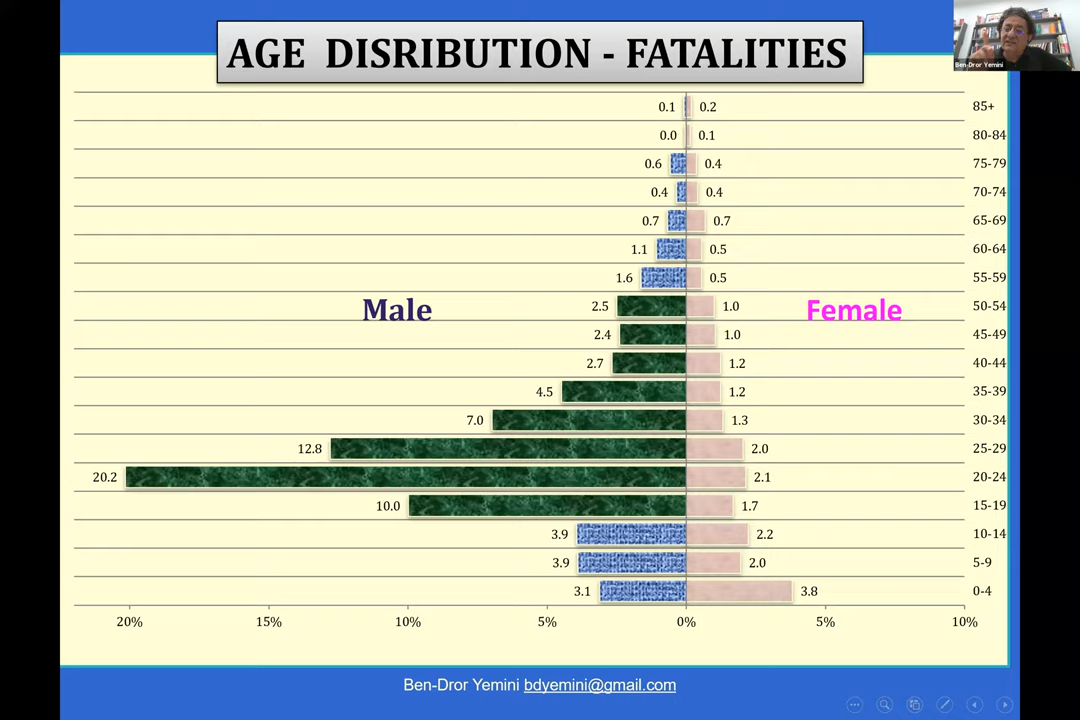 AGE DISRIBUTION - FATALITIES
Ben-Dror Yemini
0.1 0.2 85+
0.0 0.1 80-84
0.6 0.4 75-79
0.4 0.4 70-74
0.7 0.7 65-69
1.1 0.5 60-64
1.6 0.5 55-59
Male 2.5 1.0 Female 50-54
2.4 1.0 45-49
2.7 1.2 40-44
4.5 1.2 35-39
7.0 1.3 30-34
12.8 2.0 25-29
20.2 2.1 20-24
10.0 1.7 15-19
3.9 2.2 10-14
3.9 2.0 5-9
3.1 3.8 0-4
20% 15% 10% 5% 0% 5% 10%
Ben-Dror Yemini bdyemini@gmail.com